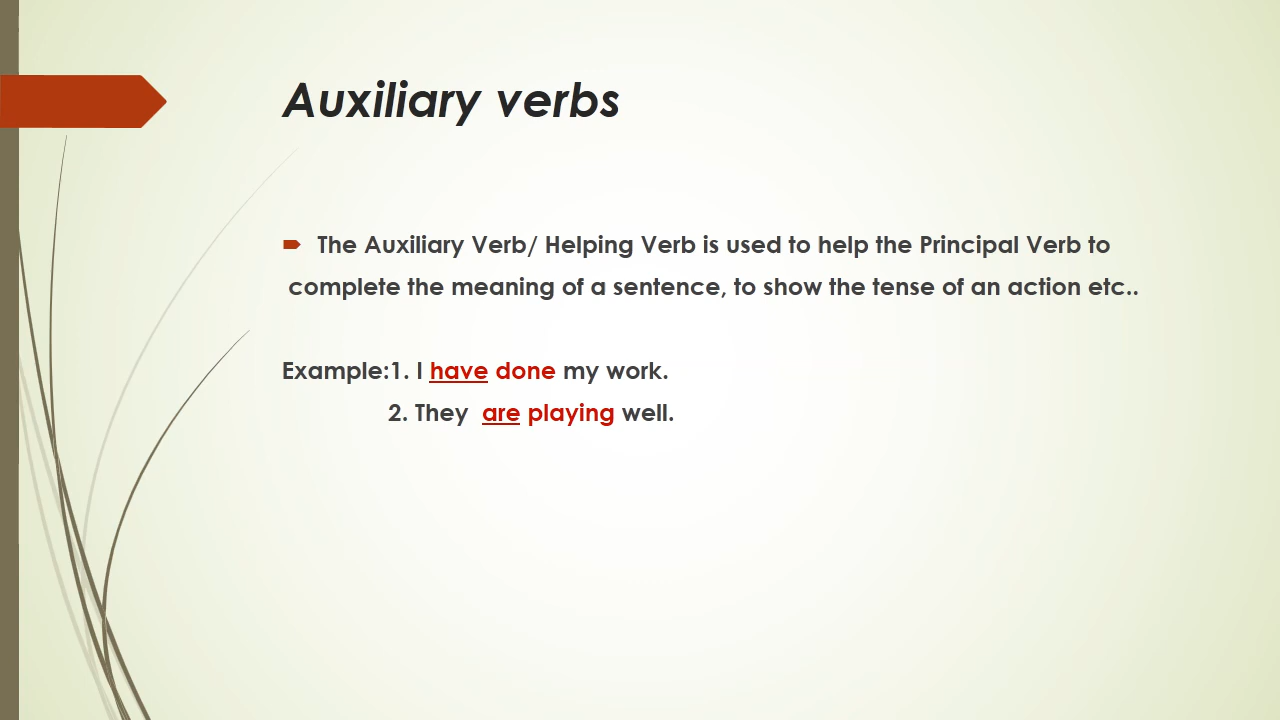 Auxiliary verbs
The Auxiliary Verb/ Helping Verb is used to help the Principal Verb to
complete the meaning of a sentence, to show the tense of an action etc..
Example:1. I have done my work.
2. They are playing well.